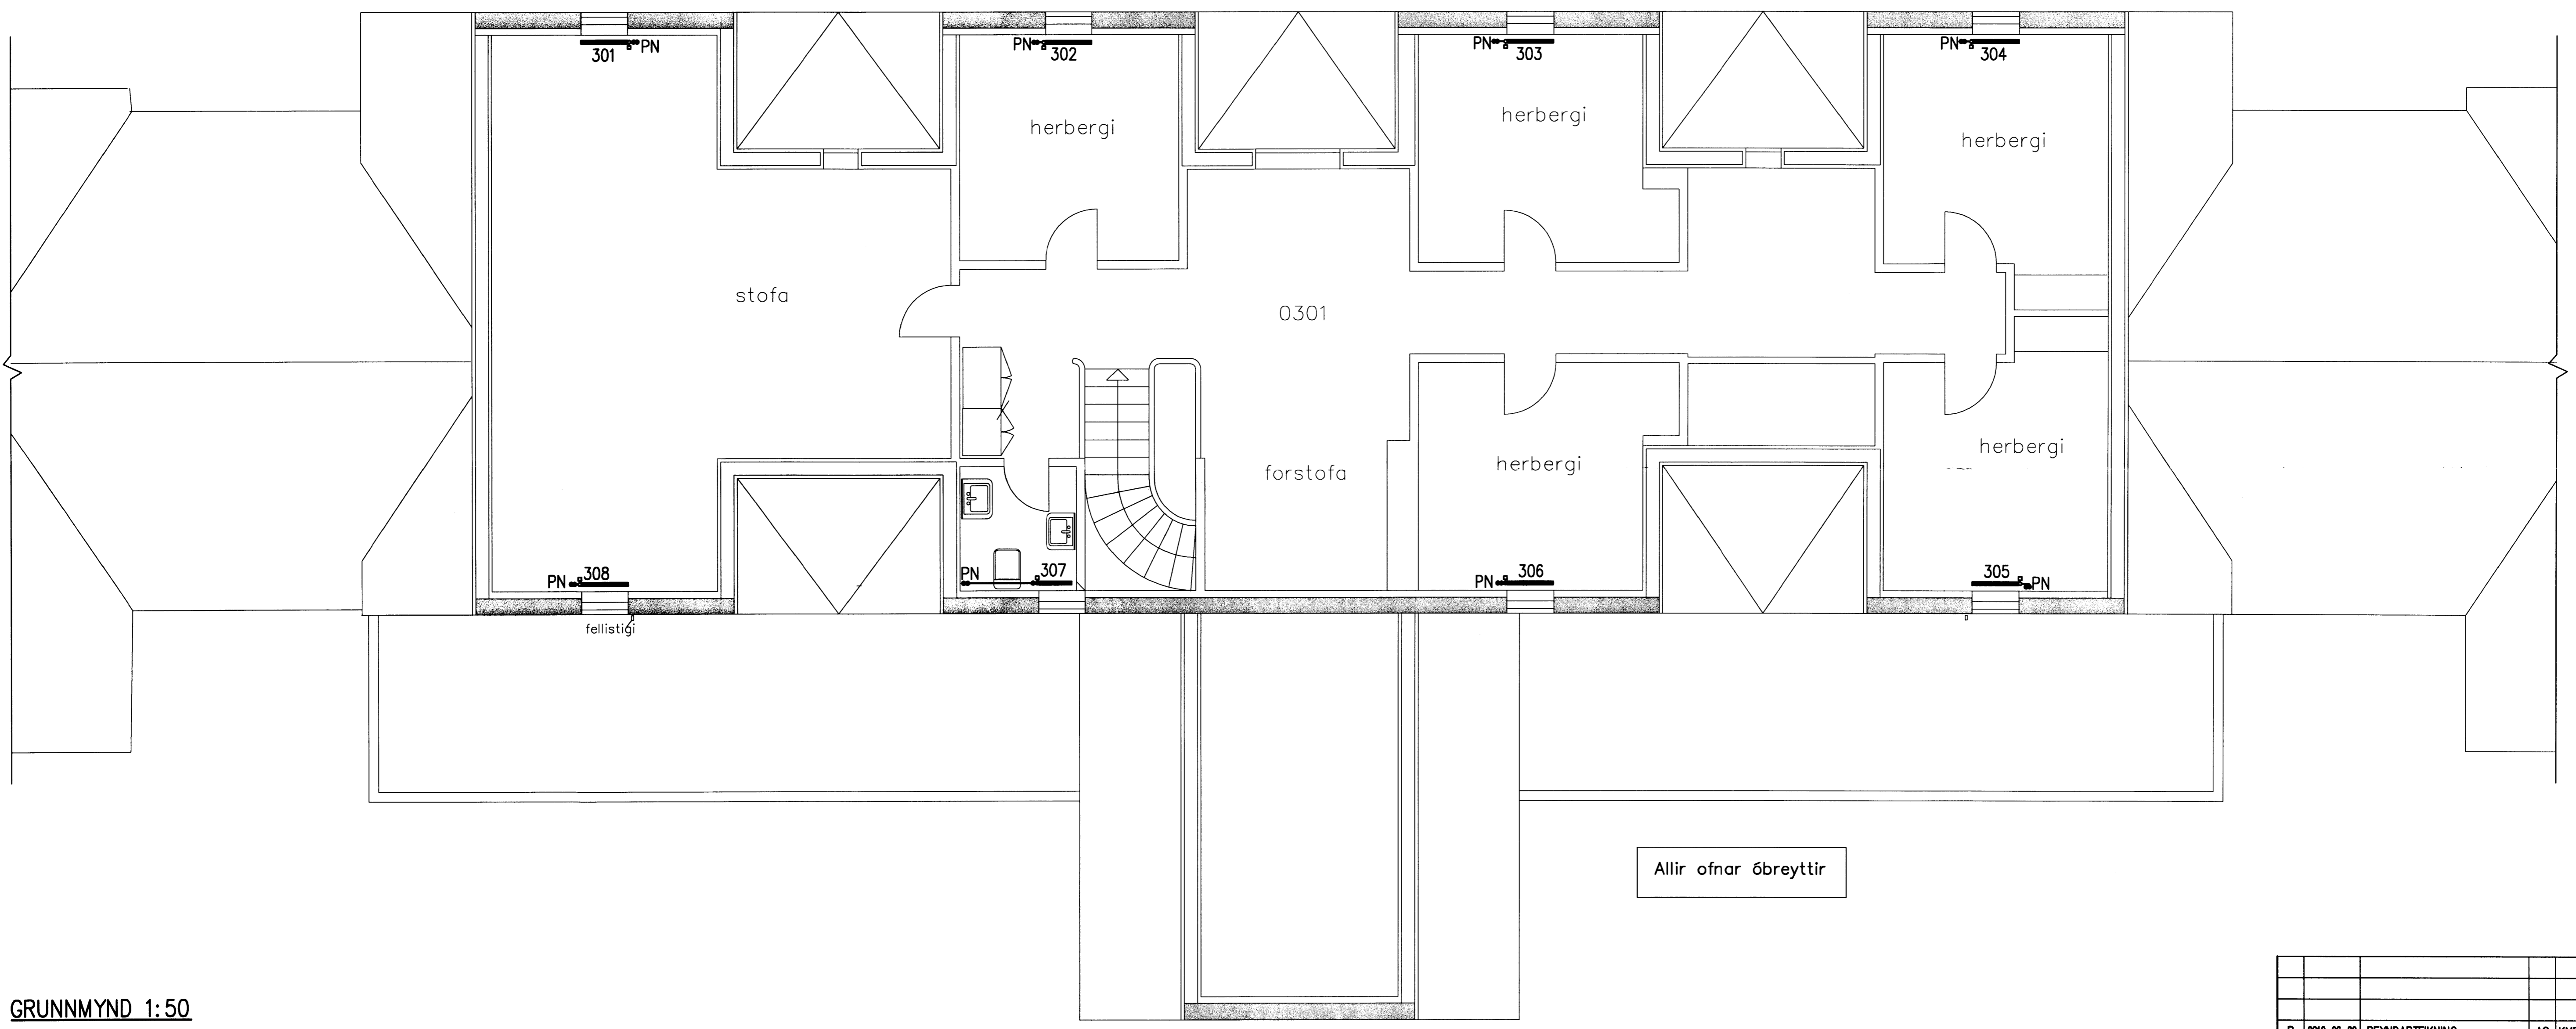 301 PN
PN 302
PN 303
PN 304
herbergi
herbergi
herbergi
stofa
0301
herbergi
herbergi
forstofa
PN 308
PN 307
PN 306
305 PN
fellistigi
Allir ofnar óbreyttir
GRUNNMYND 1:50